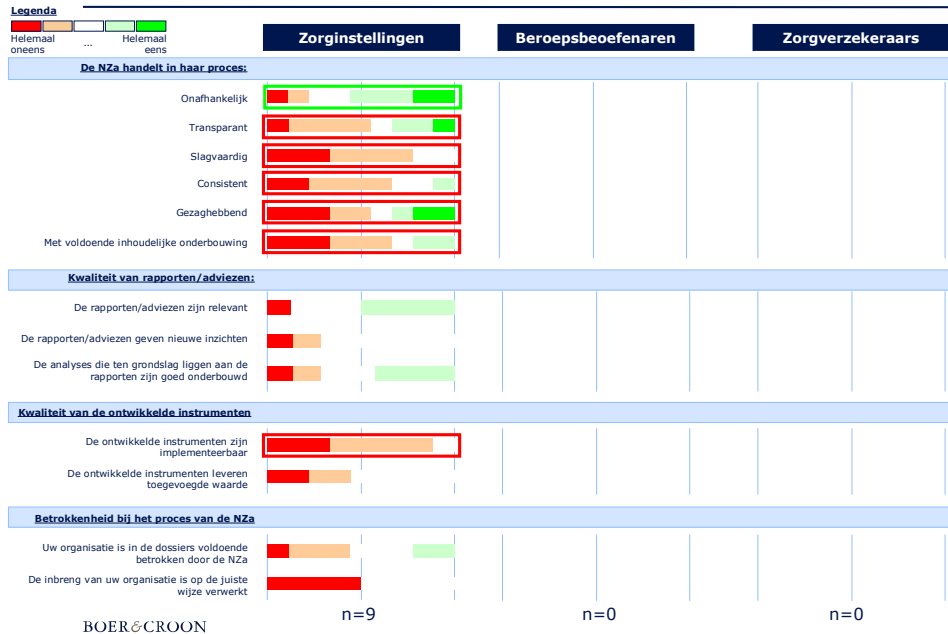 Legenda
Helemaal
oneens
...
Helemaal
eens
Zorginstellingen
Beroepsbeoefenaren
Zorgverzekeraars
De NZa handelt in haar proces:
Onafhankelijk
Transparant
Slagvaardig
Consistent
Gezaghebbend
Met voldoende inhoudelijke onderbouwing
Kwaliteit van rapporten/adviezen:
De rapporten/adviezen zijn relevant
De rapporten/adviezen geven nieuwe inzichten
De analyses die ten grondslag liggen aan de
rapporten zijn goed onderbouwd
Kwaliteit van de ontwikkelde instrumenten
De ontwikkelde instrumenten zijn
implementeerbaar
De ontwikkelde instrumenten leveren
toegevoegde waarde
Betrokkenheid bij het proces van de NZa
Uw organisatie is in de dossiers voldoende
betrokken door de NZa
De inbreng van uw organisatie is op de juiste
wijze verwerkt
n=9
n=0
n=0
BOER&CROON